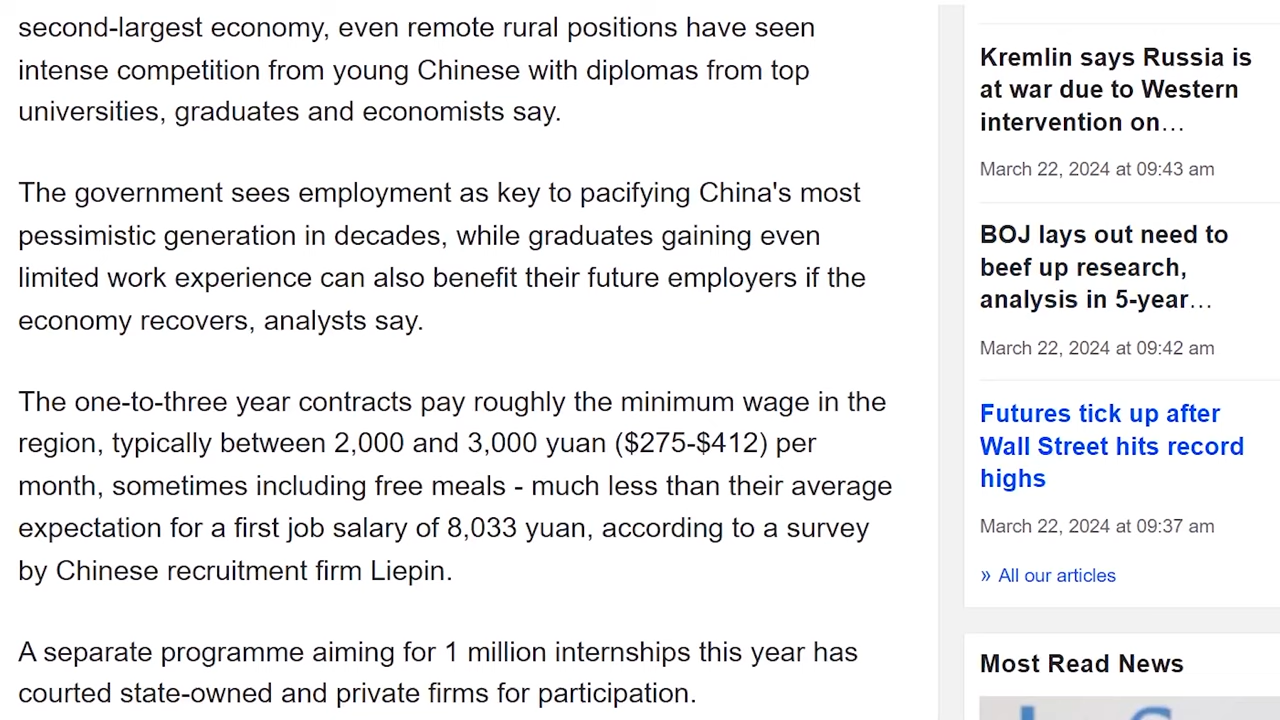 second-largest economy, even remote rural positions have seen
intense competition from young Chinese with diplomas from top
universities, graduates and economists say.
The government sees employment as key to pacifying China's most
pessimistic generation in decades, while graduates gaining even
limited work experience can also benefit their future employers if the
economy recovers, analysts say.
The one-to-three year contracts pay roughly the minimum wage in the
region, typically between 2,000 and 3,000 yuan ($275-$412) per
month, sometimes including free meals - much less than their average
expectation for a first job salary of 8,033 yuan, according to a survey
by Chinese recruitment firm Liepin.
A separate programme aiming for 1 million internships this year has
courted state-owned and private firms for participation.
Kremlin says Russia is
at war due to Western
intervention on...
March 22, 2024 at 09:43 am
BOJ lays out need to
beef up research,
analysis in 5-year...
March 22, 2024 at 09:42 am
Futures tick up after
Wall Street hits record
highs
March 22, 2024 at 09:37 am
» All our articles
Most Read News